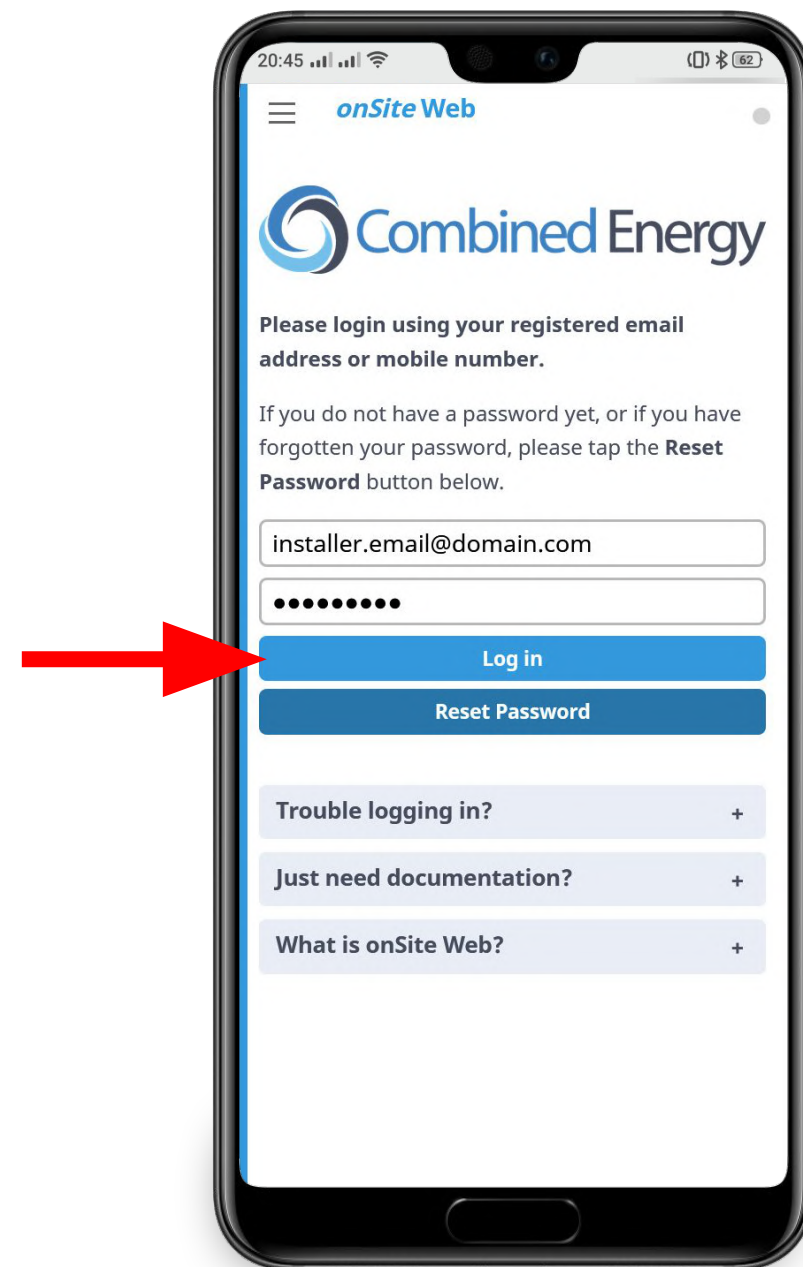 20:45
62
onSite Web
Combined Energy
Please login using your registered email
address or mobile number.
If you do not have a password yet, or if you have
forgotten your password, please tap the Reset
Password button below.
installer.email@domain.com
•••••••••
Log in
Reset Password
Trouble logging in? +
Just need documentation? +
What is onSite Web? +